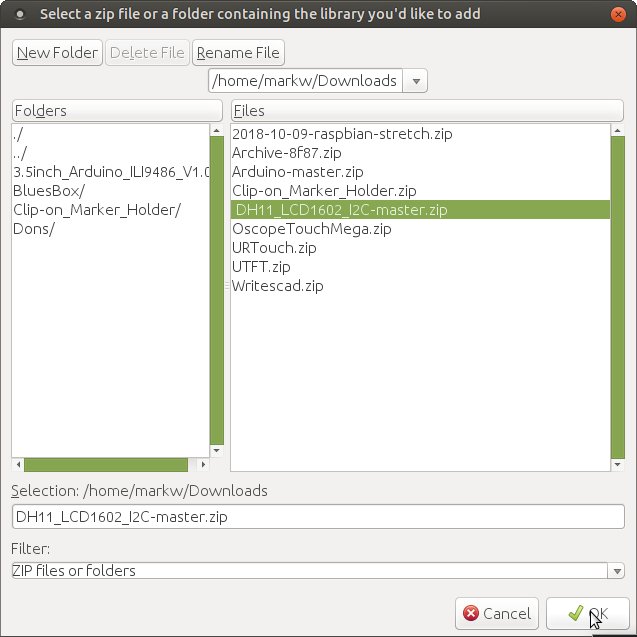 Select a zip file or a folder containing the library you'd like to add
New Folder Delete File Rename File
/home/markw/Downloads
Folders
./
../
3.5inch_Arduino_ILI9486_V1.0
BluesBox/
Clip-on_Marker_Holder/
Dons/
Files
2018-10-09-raspbian-stretch.zip
Archive-8f87.zip
Arduino-master.zip
Clip-on_Marker_Holder.zip
DH11_LCD1602_I2C-master.zip
OscopeTouchMega.zip
URTouch.zip
UTFT.zip
Writescad.zip
Selection: /home/markw/Downloads
DH11_LCD1602_I2C-master.zip
Filter:
ZIP files or folders
Cancel OK